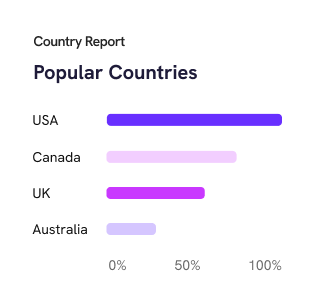 Country Report
Popular Countries
USA
Canada
UK
Australia
0% 50% 100%